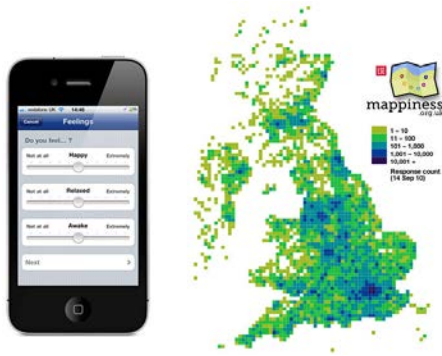 vodafone UK 14:40
Cancel Feelings
Do you feel... ?
Not at all Happy Extremely
Not at all Relaxed Extremely
Not at all Awake Extremely
Next
mappiness
.org.uk
1 – 10
11 – 100
101 – 1,000
1,001 – 10,000
10,001 +
Response count
(14 Sep 10)